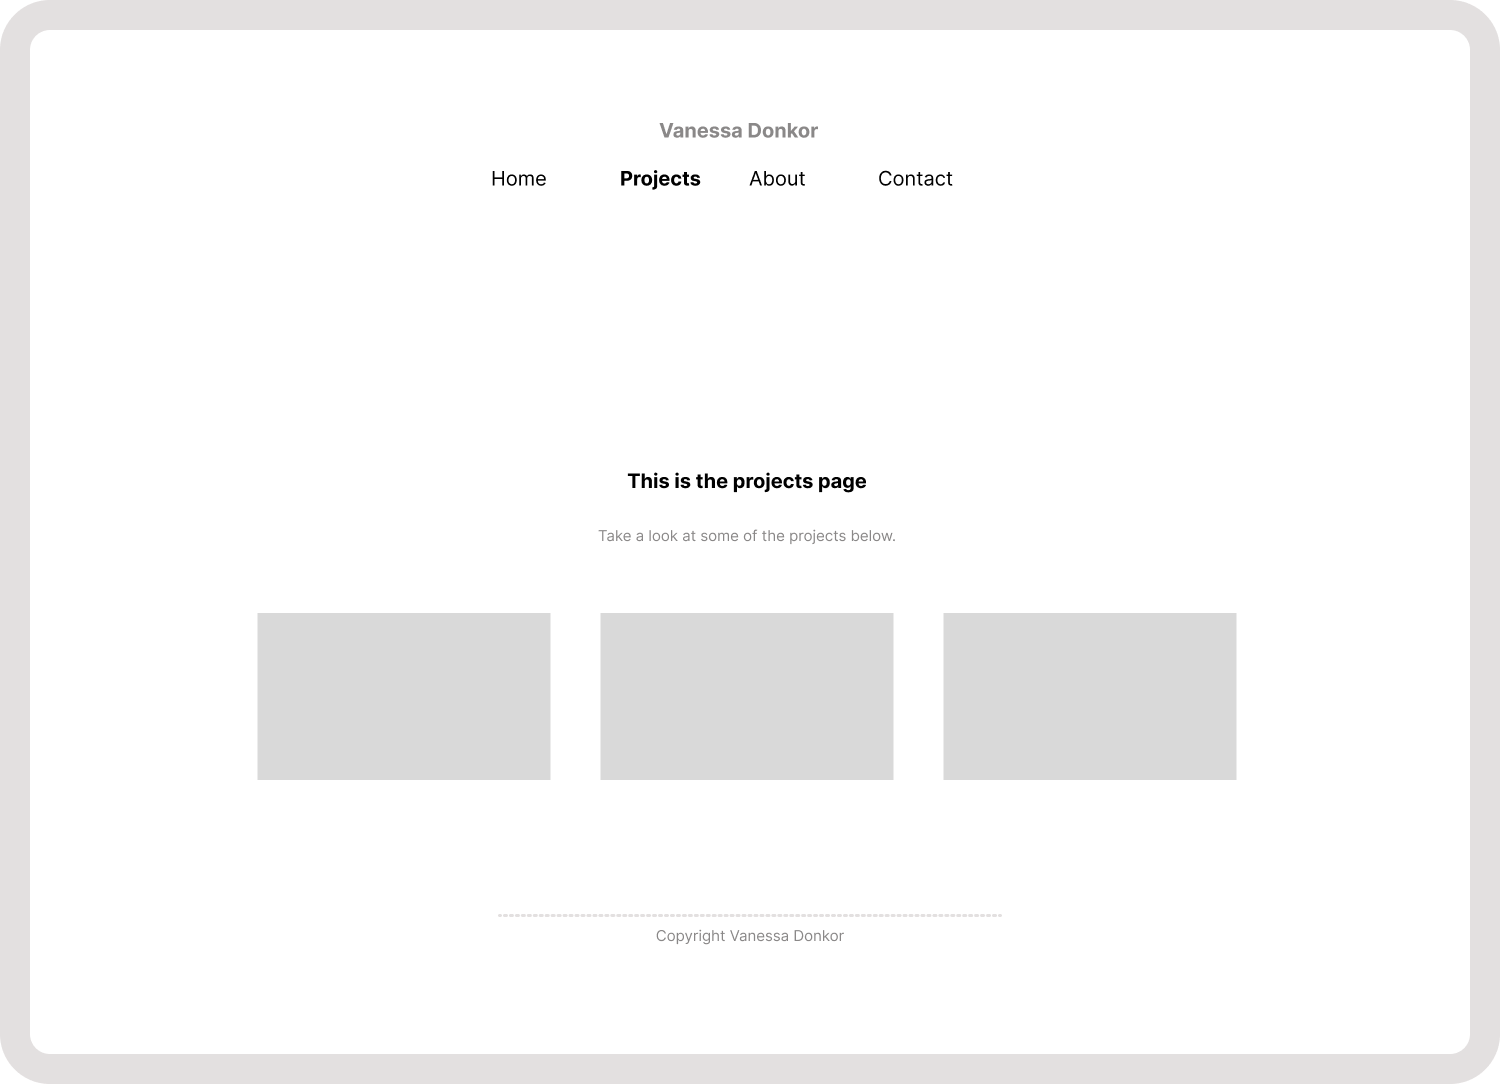 Vanessa Donkor
Home Projects About Contact
This is the projects page
Take a look at some of the projects below.
Copyright Vanessa Donkor